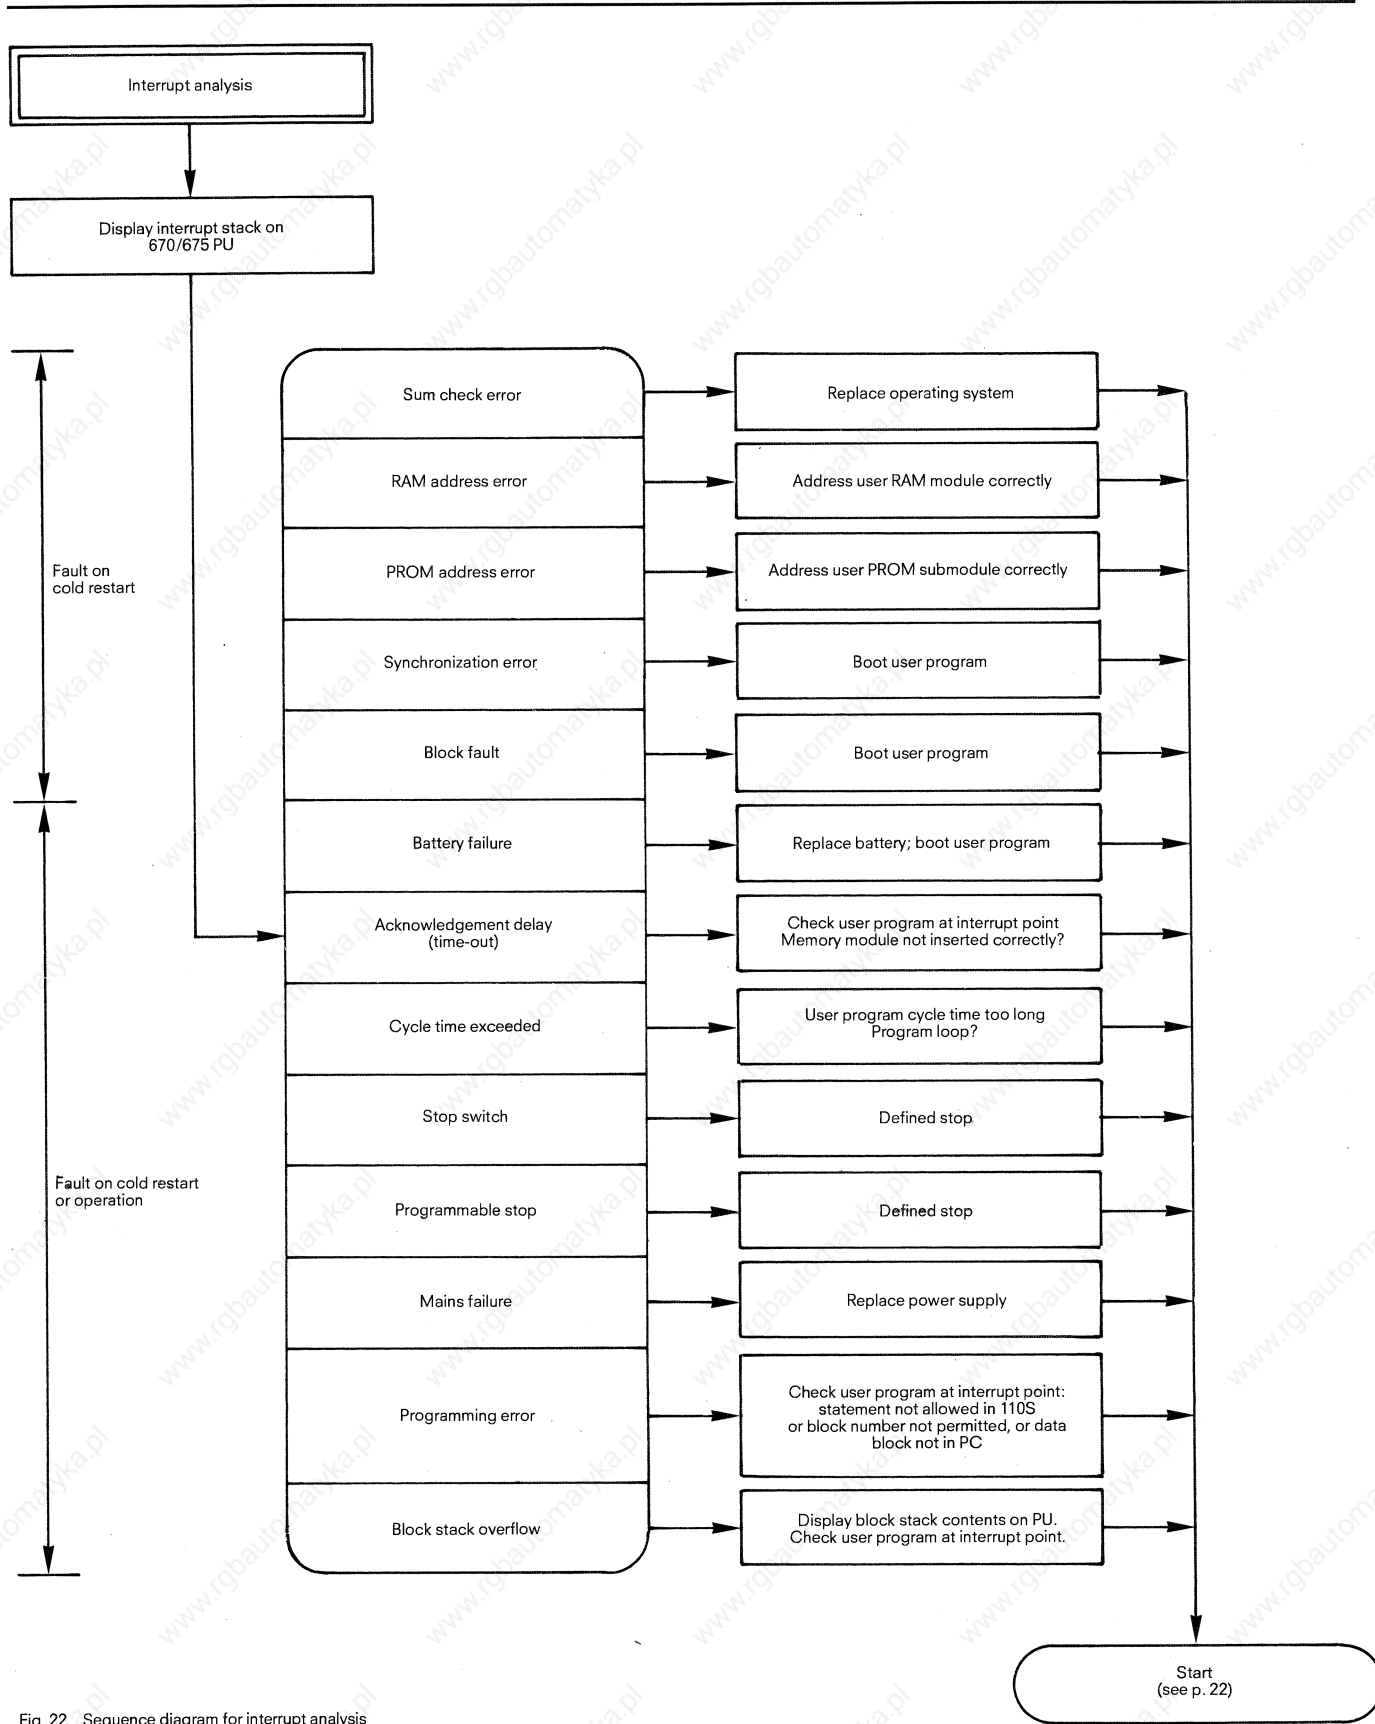 Interrupt analysis
Display interrupt stack on
670/675 PU
Sum check error
Replace operating system
RAM address error
Address user RAM module correctly
Fault on
cold restart
PROM address error
Address user PROM submodule correctly
Synchronization error
Boot user program
Block fault
Boot user program
Battery failure
Replace battery; boot user program
Acknowledgement delay
(time-out)
Check user program at interrupt point
Memory module not inserted correctly?
Cycle time exceeded
User program cycle time too long
Program loop?
Stop switch
Defined stop
Fault on cold restart
or operation
Programmable stop
Defined stop
Mains failure
Replace power supply
Programming error
Check user program at interrupt point:
statement not allowed in 110S
or block number not permitted, or data
block not in PC
Block stack overflow
Display block stack contents on PU.
Check user program at interrupt point.
Start
(see p. 22)
Fig. 22 Sequence diagram for interrupt analysis
www.rgbautomatyka.pl